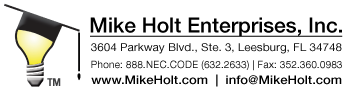 Mike Holt Enterprises, Inc.
3604 Parkway Blvd., Ste. 3, Leesburg, FL 34748
Phone: 888.NEC.CODE (632.2633) | Fax: 352.360.0983
TM www.MikeHolt.com | info@MikeHolt.com